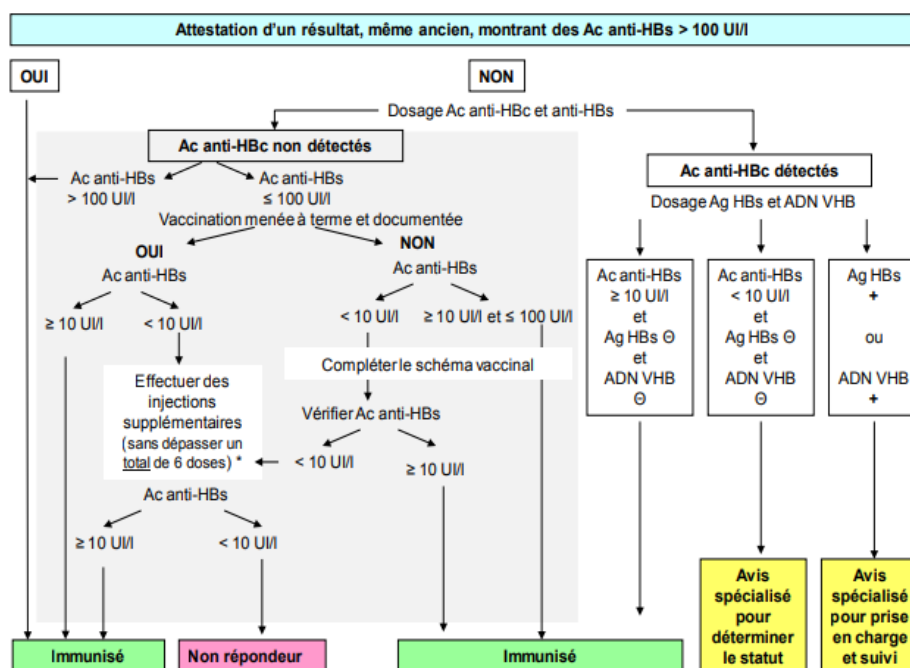 Attestation d'un résultat, même ancien, montrant des Ac anti-HBs > 100 UI/l
OUI
NON
Dosage Ac anti-HBc et anti-HBs
Ac anti-HBc non détectés
Ac anti-HBs
> 100 UI/l
Ac anti-HBs
≤ 100 UI/l
Vaccination menée à terme et documentée
OUI
Ac anti-HBs
≥ 10 UI/l
< 10 UI/l
Effectuer des
injections
supplémentaires
(sans dépasser un
total de 6 doses) *
Ac anti-HBs
≥ 10 UI/l
< 10 UI/l
NON
Ac anti-HBs
< 10 UI/l
≥ 10 UI/l et ≤ 100 UI/l
Compléter le schéma vaccinal
Vérifier Ac anti-HBs
< 10 UI/l
≥ 10 UI/l
Ac anti-HBc détectés
Dosage Ag HBs et ADN VHB
Ac anti-HBs
≥ 10 UI/l
et
Ag HBs Θ
et
ADN VHB
Θ
Ac anti-HBs
< 10 UI/l
et
Ag HBs Θ
et
ADN VHB
Θ
Ag HBs
+
ou
ADN VHB
+
Immunisé
Non répondeur
Immunisé
Avis
spécialisé
pour
déterminer
le statut
Avis
spécialisé
pour prise
en charge
et suivi